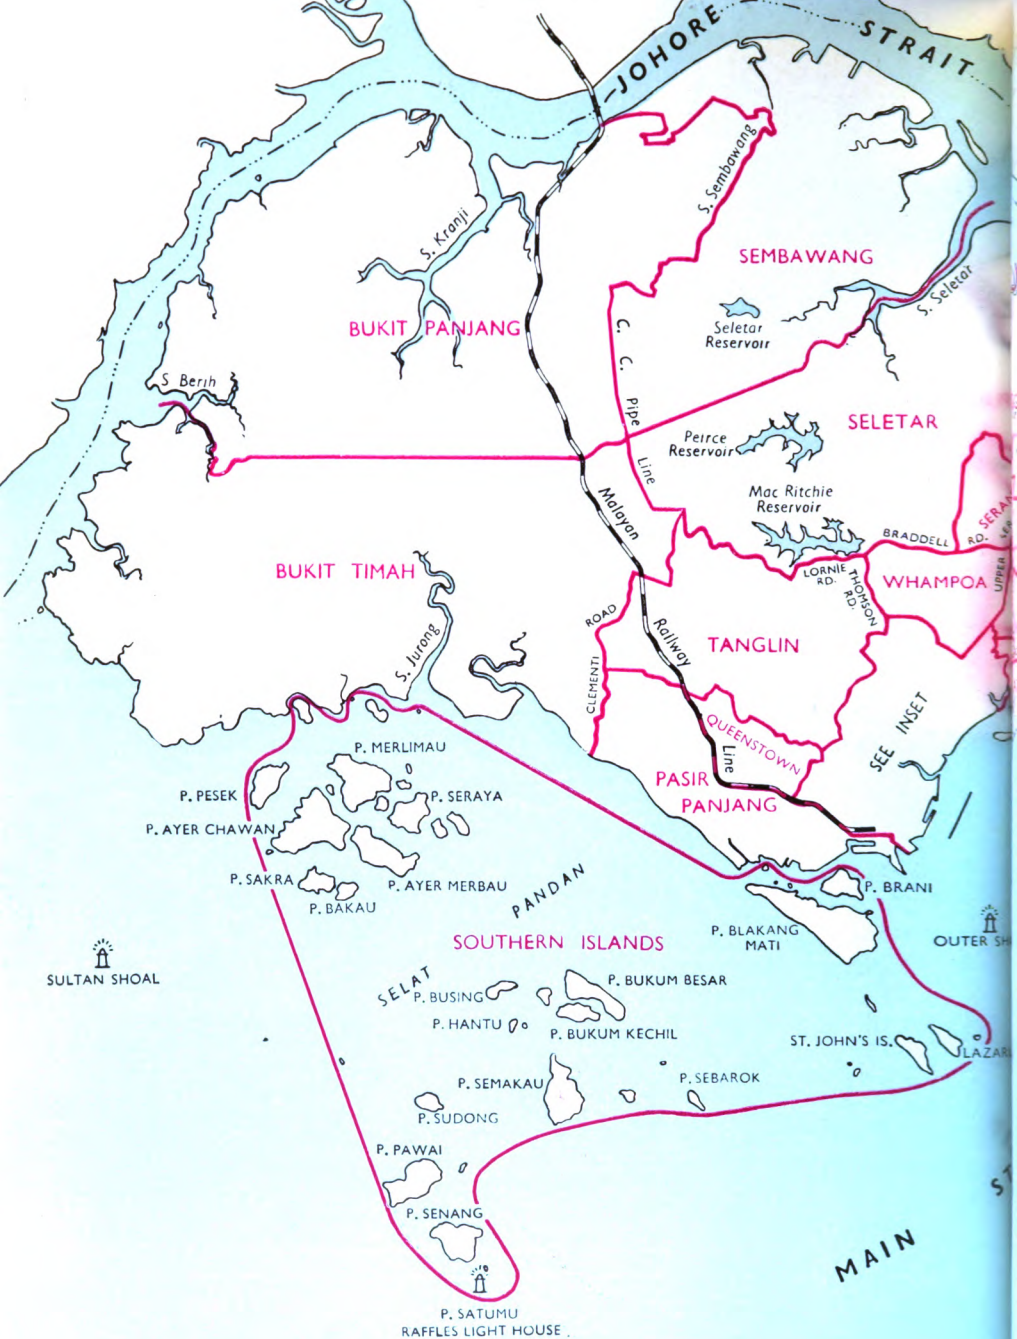 JOHORE
STRAIT
S. Sembawang
S. Kranji
SEMBAWANG
S. Seletar
Seletar
Reservoir
BUKIT PANJANG
C. C. Pipe Line
S Berih
SELETAR
Peirce
Reservoir
Mac Ritchie
Reservoir
Malayan Railway Line
BRADDELL RD.
UPPER
LORNIE
RD.
THOMSON
RD.
WHAMPOA
BUKIT TIMAH
S. Jurong
CLEMENTI ROAD
TANGLIN
QUEENSTOWN
SEE INSET
PASIR
PANJANG
P. MERLIMAU
P. PESEK
P. SERAYA
P. AYER CHAWAN
P. SAKRA
P. AYER MERBAU
P. BAKAU
P. BRANI
SELAT PANDAN
P. BLAKANG
MATI
SOUTHERN ISLANDS
SULTAN SHOAL
OUTER
P. BUKUM BESAR
P. BUSING
P. HANTU
P. BUKUM KECHIL
ST. JOHN'S IS.
P. SEMAKAU
P. SEBAROK
P. SUDONG
P. PAWAI
P. SENANG
MAIN
P. SATUMU
RAFFLES LIGHT HOUSE